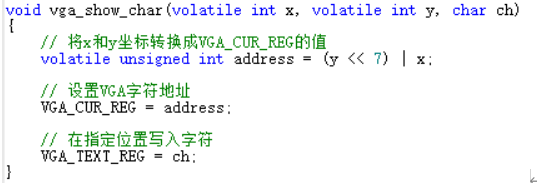 void vga_show_char(volatile int x, volatile int y, char ch)
{
// 将x和y坐标转换成VGA_CUR_REG的值
volatile unsigned int address = (y << 7) | x;
// 设置VGA字符地址
VGA_CUR_REG = address;
// 在指定位置写入字符
VGA_TEXT_REG = ch;
}